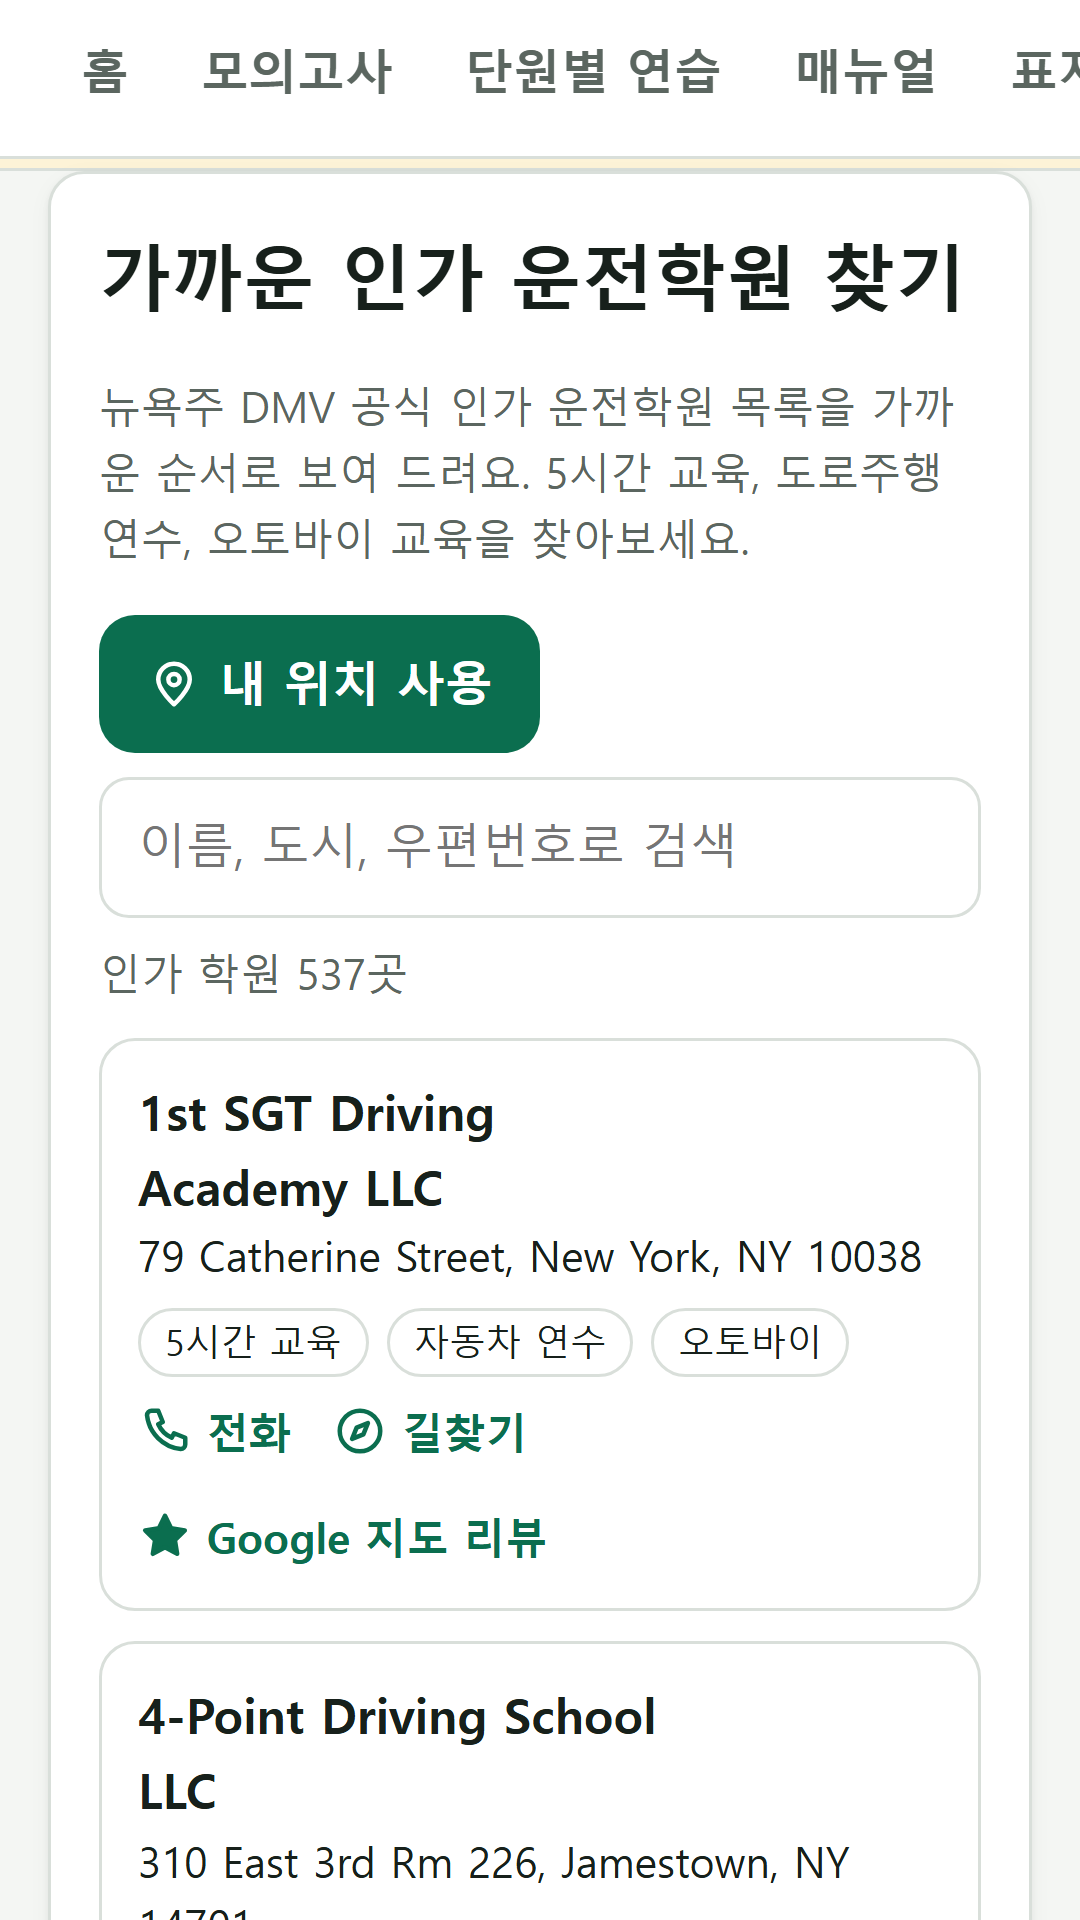 홈 모의고사 단원별 연습 매뉴얼
가까운 인가 운전학원 찾기
뉴욕주 DMV 공식 인가 운전학원 목록을 가까
운 순서로 보여 드려요. 5시간 교육, 도로주행
연수, 오토바이 교육을 찾아보세요.
내 위치 사용
이름, 도시, 우편번호로 검색
인가 학원 537곳
1st SGT Driving
Academy LLC
79 Catherine Street, New York, NY 10038
5시간 교육 자동차 연수 오토바이
전화 길찾기
Google 지도 리뷰
4-Point Driving School
LLC
310 East 3rd Rm 226, Jamestown, NY
14701